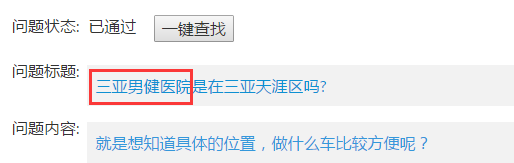 问题状态: 已通过 一键查找
问题标题:
三亚男健医院是在三亚天涯区吗?
问题内容:
就是想知道具体的位置，做什么车比较方便呢？